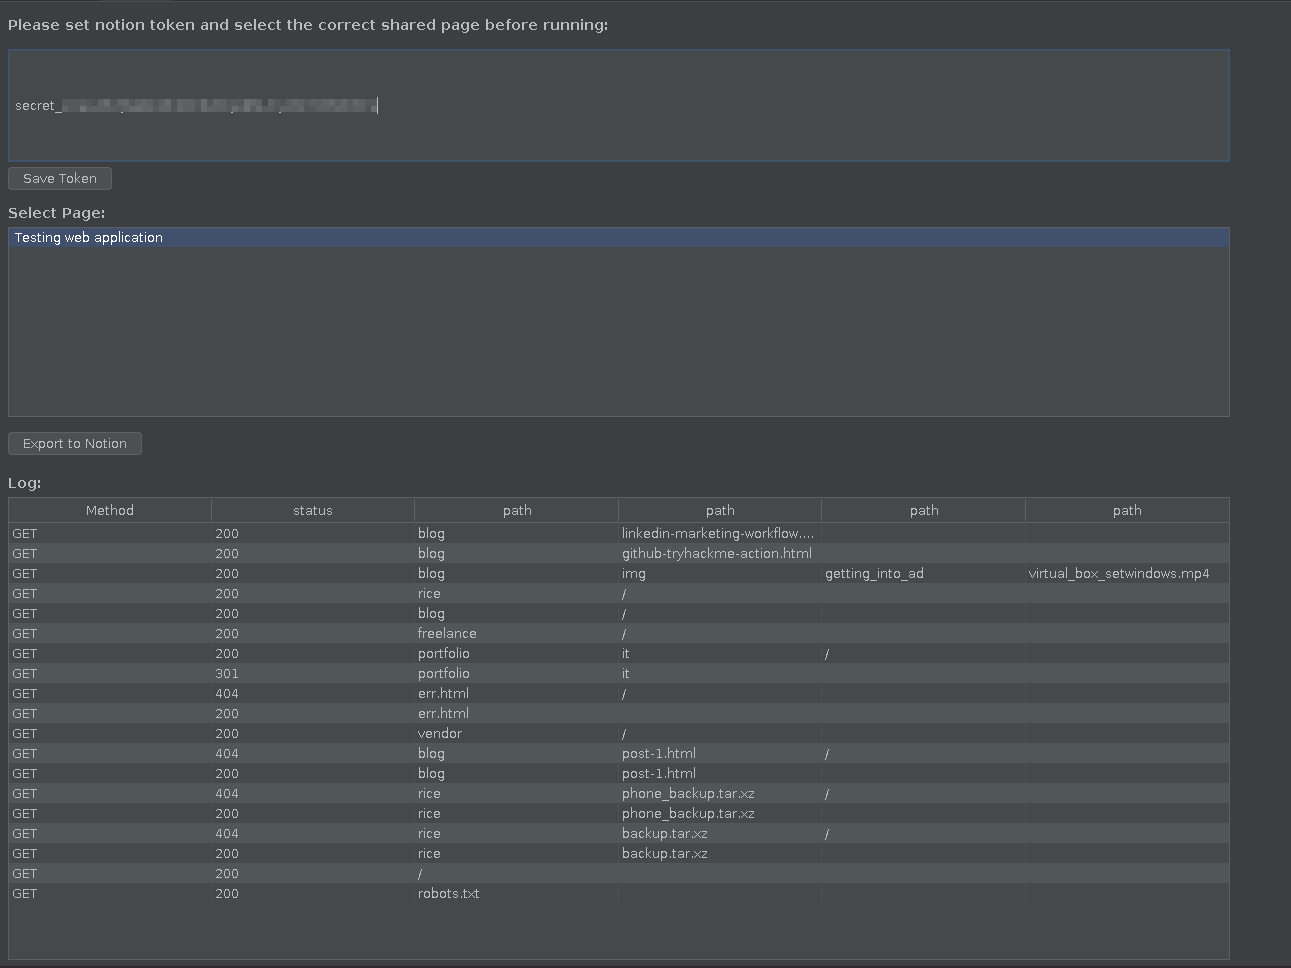 Please set notion token and select the correct shared page before running:
secret_
Save Token
Select Page:
Testing web application
Export to Notion
Log:
Method status path path path path
GET 200 blog linkedin-marketing-workflow....
GET 200 blog github-tryhackme-action.html
GET 200 blog img getting_into_ad virtual_box_setwindows.mp4
GET 200 rice /
GET 200 blog /
GET 200 freelance /
GET 200 portfolio it /
GET 301 portfolio it
GET 404 err.html /
GET 200 err.html
GET 200 vendor /
GET 404 blog post-1.html /
GET 200 blog post-1.html
GET 404 rice phone_backup.tar.xz /
GET 200 rice phone_backup.tar.xz
GET 404 rice backup.tar.xz /
GET 200 rice backup.tar.xz
GET 200 /
GET 200 robots.txt